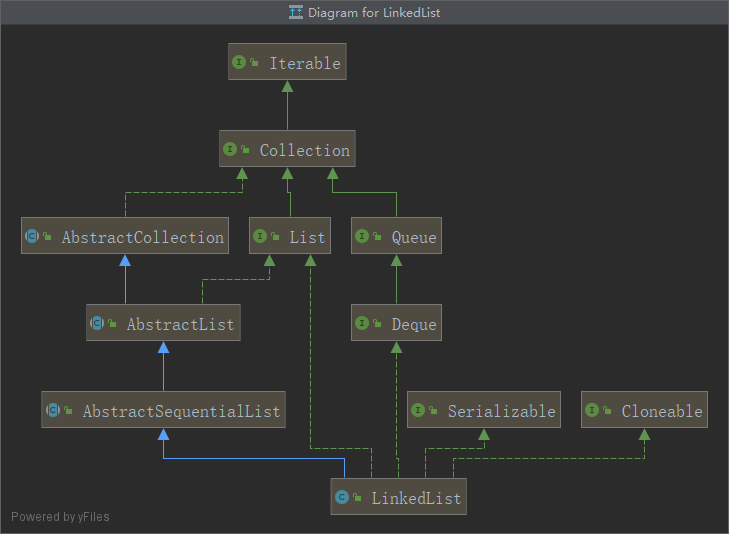 Diagram for LinkedList
Iterable
Collection
AbstractCollection
List
Queue
AbstractList
Deque
AbstractSequentialList
Serializable
Cloneable
LinkedList
Powered by yFiles